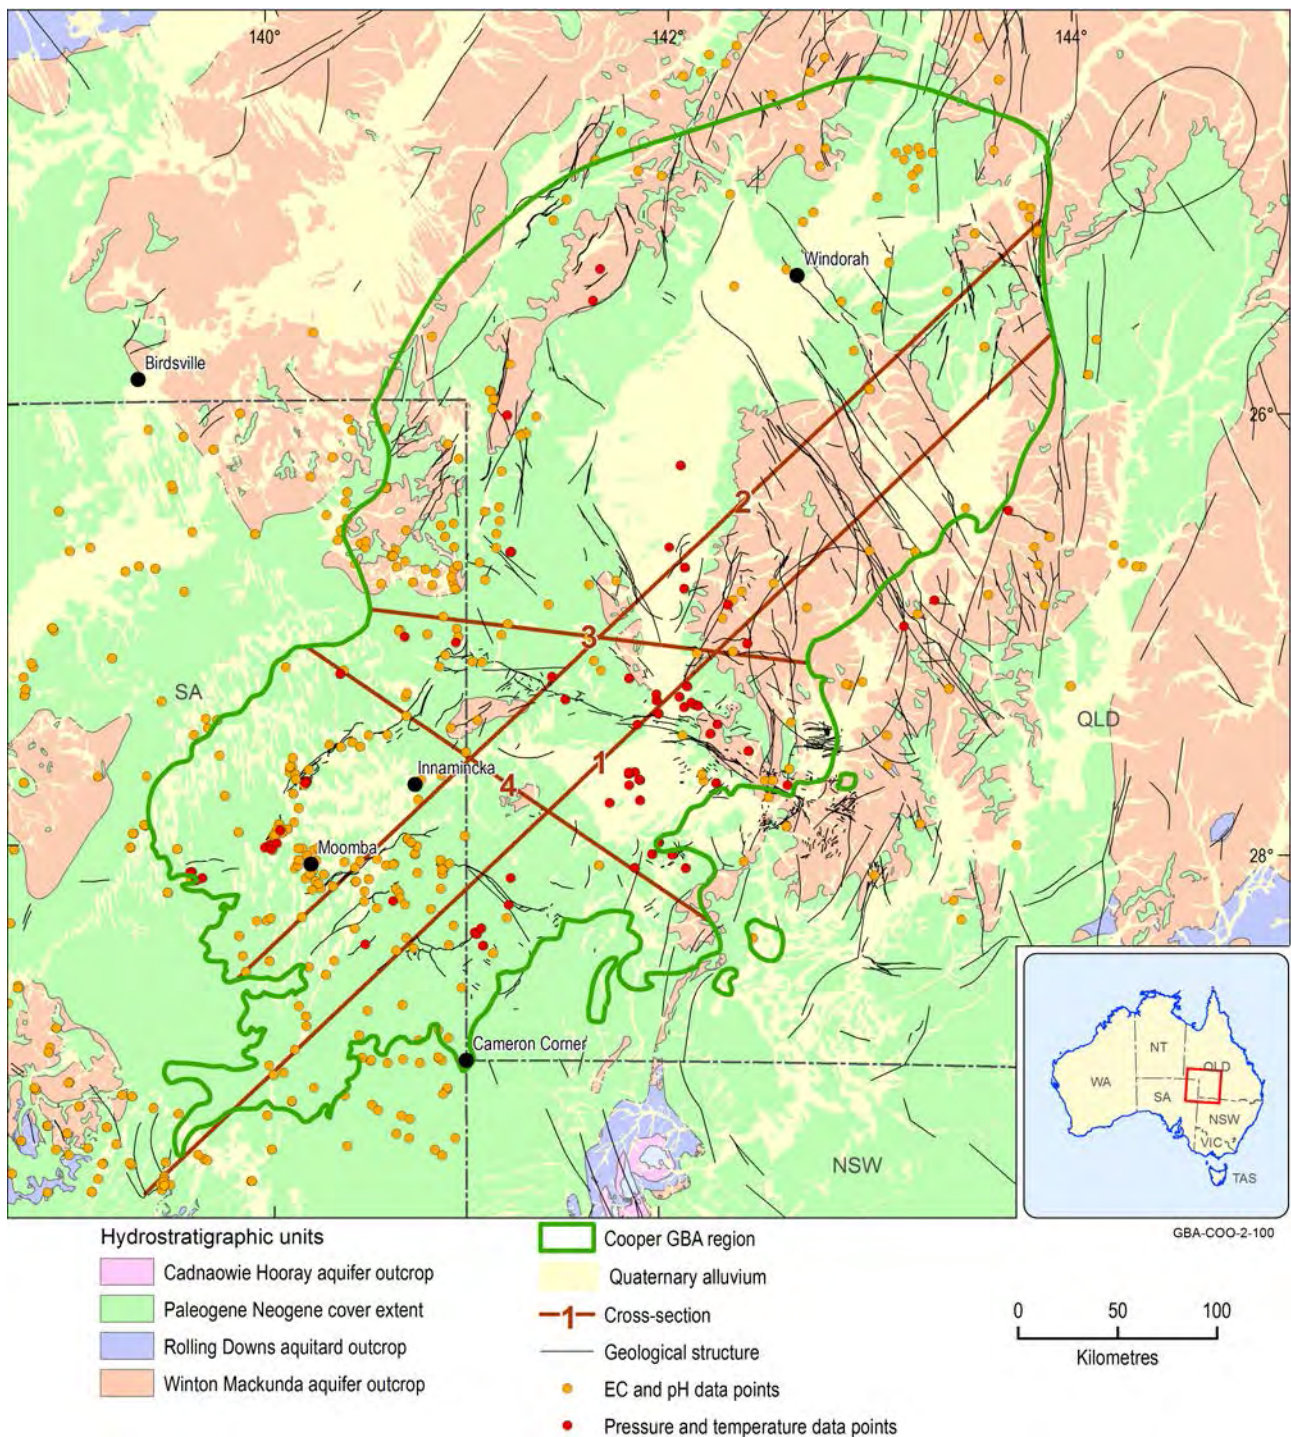 140°
142°
144°
Windorah
Birdsville
26°
2
3
SA
QLD
1
Innamincka
4
Moomba
28°
Cameron Corner
NSW
NT
QLD
WA
SA
NSW
VIC
TAS
GBA-COO-2-100
Hydrostratigraphic units
Cadnaowie Hooray aquifer outcrop
Paleogene Neogene cover extent
Rolling Downs aquitard outcrop
Winton Mackunda aquifer outcrop
Cooper GBA region
Quaternary alluvium
1 Cross-section
Geological structure
EC and pH data points
Pressure and temperature data points
0 50 100
Kilometres